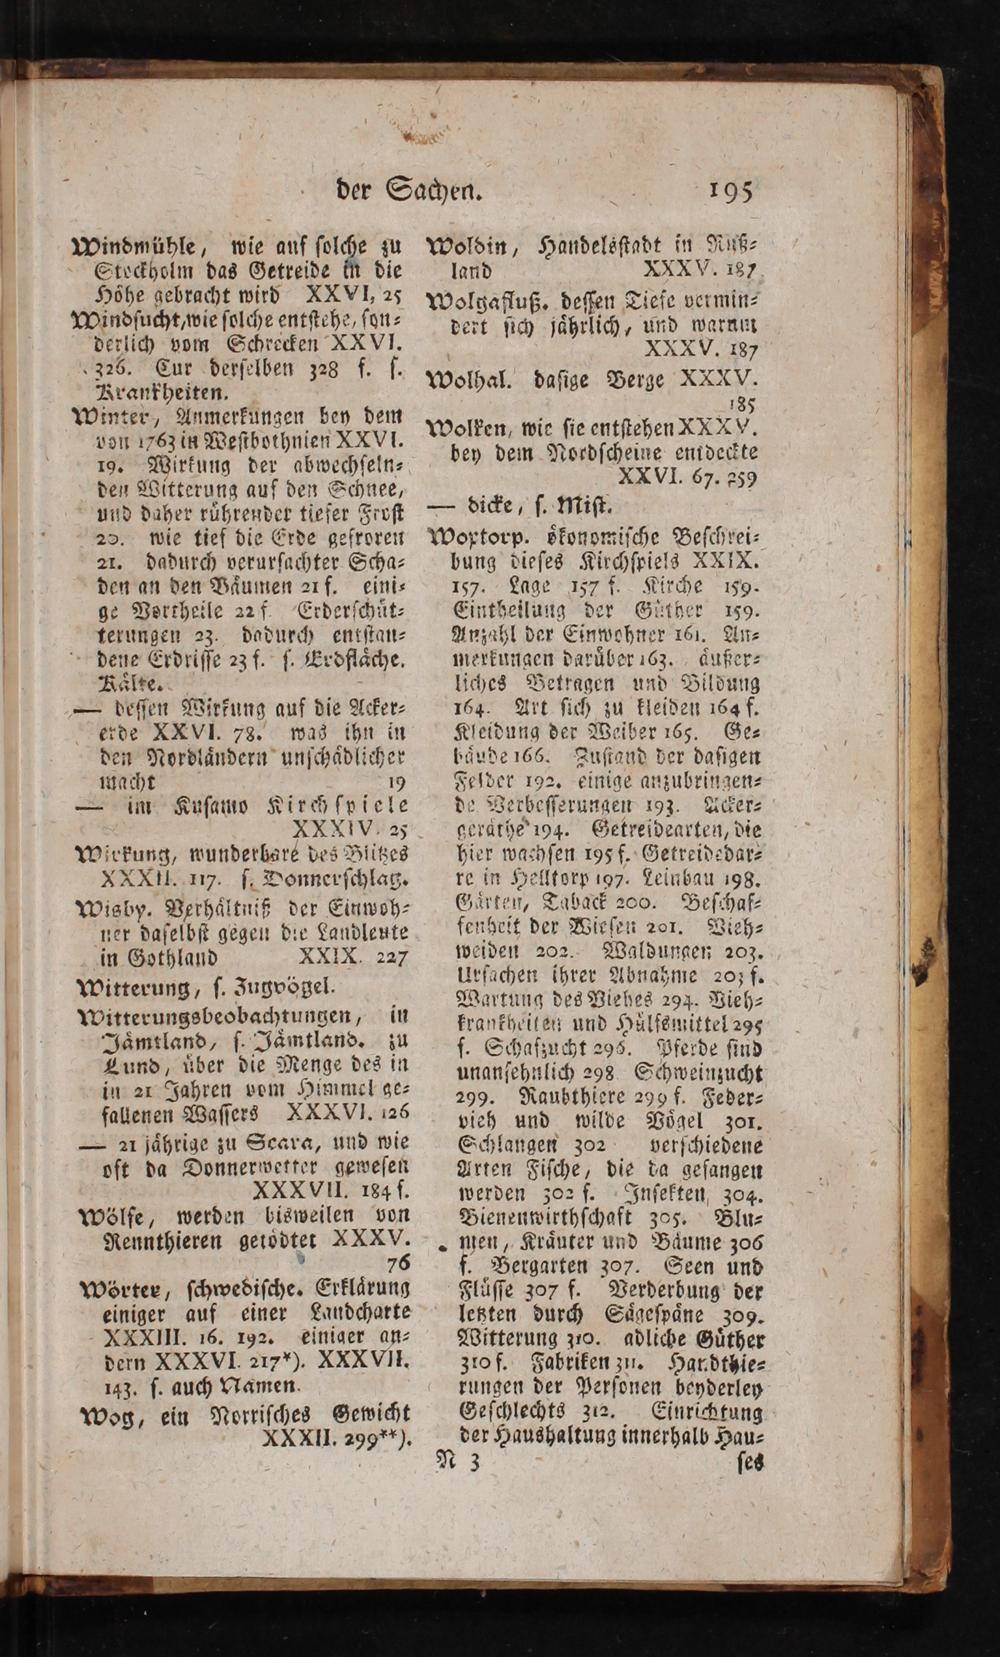 der Sachen. 195
Windmühle, wie auf solche zu
Stockholm das Getreide in die
Höhe gebracht wird XXVI, 25
Windsucht, wie solche entstehe, son-
derlich vom Schrecken XXVI.
326. Cur derselben 328 f. s.
Krankheiten.
Winter, Anmerkungen bey dem
von 1763 in Westbothnien XXVI.
19. Wirkung der abwechseln-
den Witterung auf den Schnee,
und daher rührender tiefer Frost
20. wie tief die Erde gefroren
21. dadurch verursachter Scha-
den an den Bäumen 21 f. eini-
ge Vortheile 22 f Erderschüt-
terungen 23. dadurch entstan-
dene Erdrisse 23 f. s. Erdfläche.
Kälte.
— dessen Wirkung auf die Acker-
erde XXVI. 78. was ihn in
den Nordländern unschädlicher
macht 19
— im Kusamo Kirchspiele
XXXIV. 25
Wirkung, wunderbare des Blitzes
XXXII. 117. s. Donnerschlag.
Wisby. Verhältniß der Einwoh-
ner daselbst gegen die Landleute
in Gothland XXIX. 227
Witterung, s. Zugvögel.
Witterungsbeobachtungen, in
Jämtland, s. Jämtland. zu
Lund, über die Menge des in
in 21 Jahren vom Himmel ge-
fallenen Wassers XXXVI. 126
— 21 jährige zu Scara, und wie
oft da Donnerwetter gewesen
XXXVII. 184 f.
Wölfe, werden bisweilen von
Rennthieren getödtet XXXV.
76
Wörter, schwedische. Erklärung
einiger auf einer Landcharte
XXXIII. 16. 192. einiger an-
dern XXXVI. 217*). XXXVII.
143. s. auch Namen.
Wog, ein Norrisches Gewicht
XXXII. 299**).
Woldin, Handelsstadt in Ruß-
land XXXV. 187
Wolgafluß. dessen Tiefe vermin-
dert sich jährlich, und warum
XXXV. 187
Wolhal. dasige Berge XXXV.
185
Wolken, wie sie entstehen XXXV.
bey dem Nordscheine entdeckte
XXVI. 67. 259
— dicke, s. Mist.
Woxtorp. ökonomische Beschrei-
bung dieses Kirchspiels XXIX.
157. Lage 157 f. Kirche 159.
Eintheilung der Güther 159.
Anzahl der Einwohner 161. An-
merkungen darüber 163. äußer-
liches Betragen und Bildung
164. Art sich zu kleiden 164 f.
Kleidung der Weiber 165. Ge-
bäude 166. Zustand der dasigen
Felder 192. einige anzubringen-
de Verbesserungen 193. Acker-
geräthe 194. Getreidearten, die
hier wachsen 195 f. Getreidedar-
re in Helltorp 197. Leinbau 198.
Gärten, Taback 200. Beschaf-
fenheit der Wiesen 201. Vieh-
weiden 202. Waldungen 203.
Ursachen ihrer Abnahme 203 f.
Wartung des Viehes 294. Vieh-
krankheiten und Hülfsmittel 295
f. Schafzucht 296. Pferde sind
unansehnlich 298 Schweinzucht
299. Raubthiere 299 f. Feder-
vieh und wilde Vögel 301.
Schlangen 302 verschiedene
Arten Fische, die da gefangen
werden 302 f. Insekten 304.
Bienenwirthschaft 305. Blu-
men, Kräuter und Bäume 306
f. Bergarten 307. Seen und
Flüsse 307 f. Verderbung der
letzten durch Sägespäne 309.
Witterung 310. adliche Güther
310 f. Fabriken 311. Handthie-
rungen der Personen beyderley
Geschlechts 312. Einrichtung
der Haushaltung innerhalb Hau-
N 3 ses